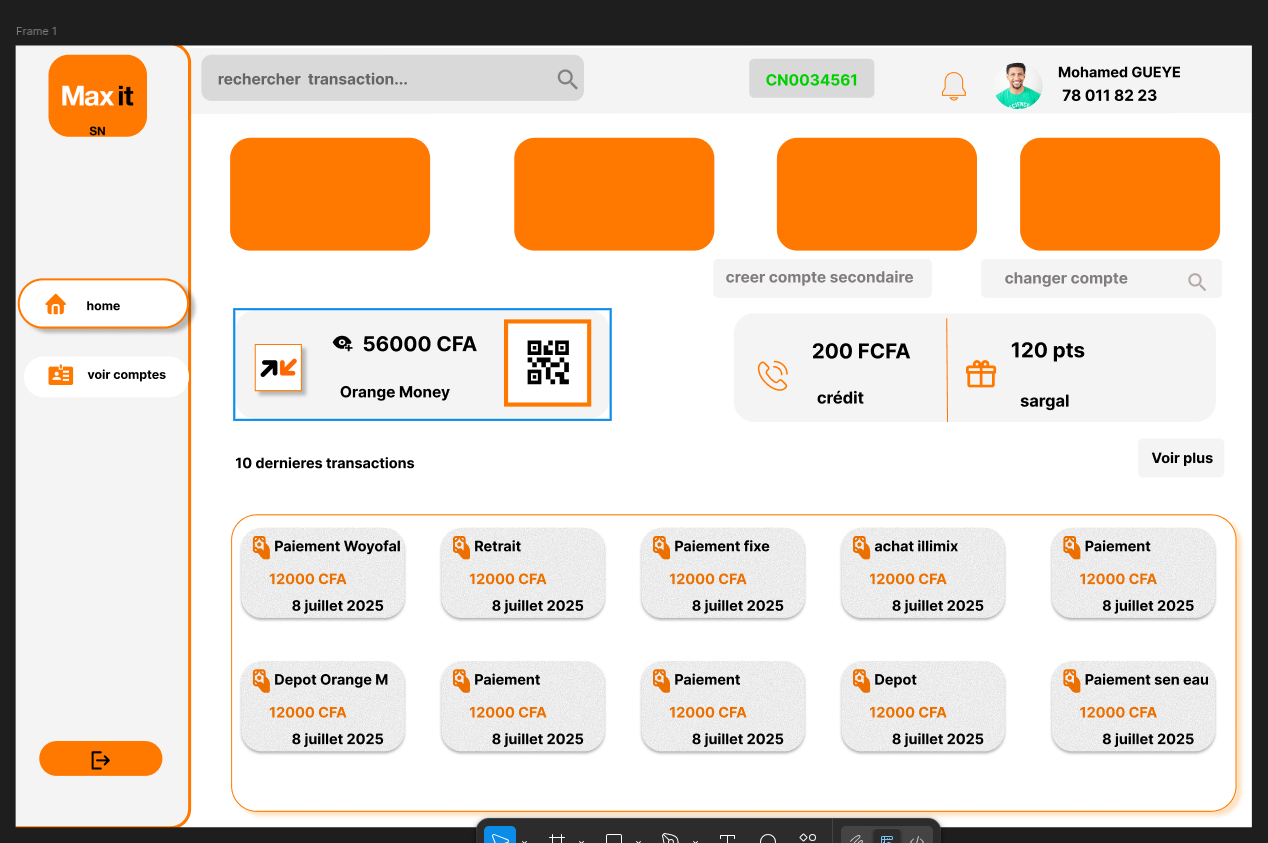 Frame 1
Max it
SN
rechercher transaction...
CN0034561
Mohamed GUEYE
78 011 82 23
home
voir comptes
creer compte secondaire
changer compte
56000 CFA
Orange Money
200 FCFA
crédit
120 pts
sargal
10 dernieres transactions
Voir plus
Paiement Woyofal
12000 CFA
8 juillet 2025
Retrait
12000 CFA
8 juillet 2025
Paiement fixe
12000 CFA
8 juillet 2025
achat illimix
12000 CFA
8 juillet 2025
Paiement
12000 CFA
8 juillet 2025
Depot Orange M
12000 CFA
8 juillet 2025
Paiement
12000 CFA
8 juillet 2025
Paiement
12000 CFA
8 juillet 2025
Depot
12000 CFA
8 juillet 2025
Paiement sen eau
12000 CFA
8 juillet 2025